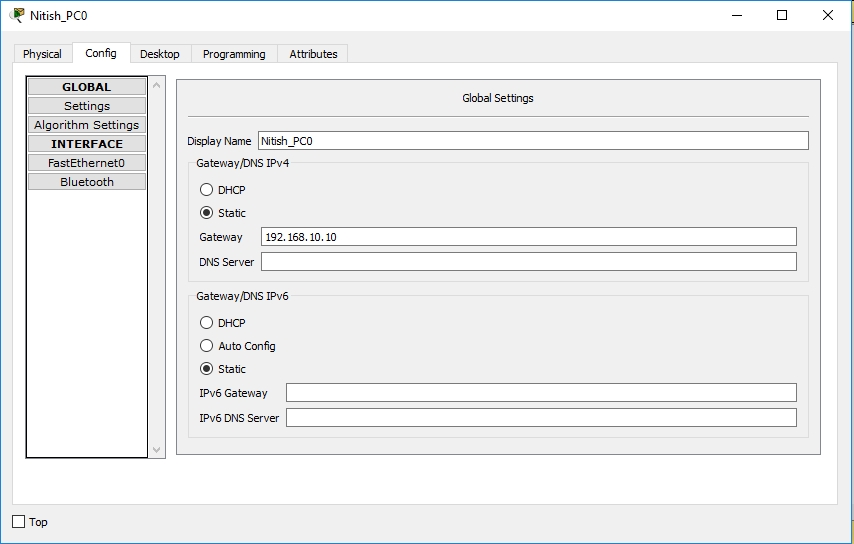 Nitish_PC0
Physical Config Desktop Programming Attributes
GLOBAL
Settings
Algorithm Settings
INTERFACE
FastEthernet0
Bluetooth
Global Settings
Display Name Nitish_PC0
Gateway/DNS IPv4
DHCP
Static
Gateway 192.168.10.10
DNS Server
Gateway/DNS IPv6
DHCP
Auto Config
Static
IPv6 Gateway
IPv6 DNS Server
Top